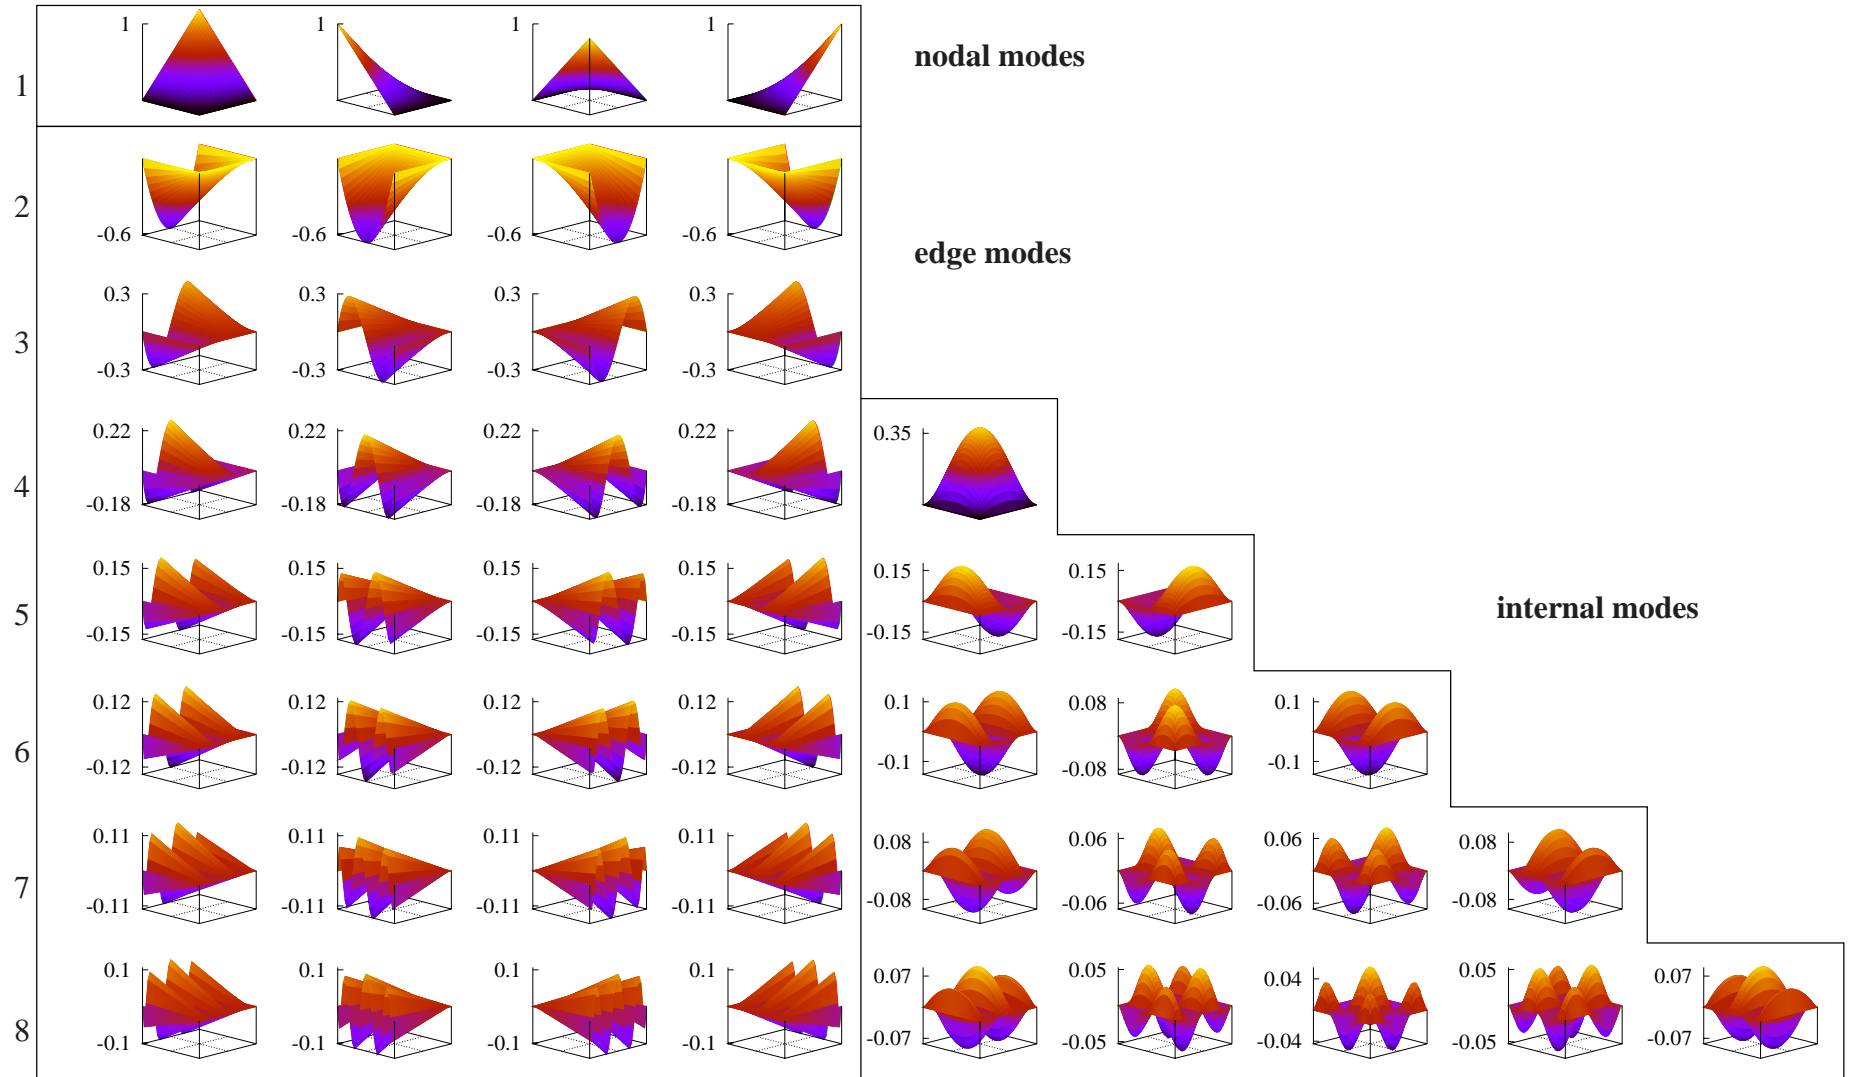 1 1 1 1 1 nodal modes
2 -0.6 -0.6 -0.6 -0.6 edge modes
3 0.3 -0.3 0.3 -0.3 0.3 -0.3 0.3 -0.3
4 0.22 -0.18 0.22 -0.18 0.22 -0.18 0.22 -0.18 0.35
5 0.15 -0.15 0.15 -0.15 0.15 -0.15 0.15 -0.15 0.15 -0.15 0.15 -0.15 internal modes
6 0.12 -0.12 0.12 -0.12 0.12 -0.12 0.12 -0.12 0.1 -0.1 0.08 -0.08 0.1 -0.1
7 0.11 -0.11 0.11 -0.11 0.11 -0.11 0.11 -0.11 0.08 -0.08 0.06 -0.06 0.06 -0.06 0.08 -0.08
8 0.1 -0.1 0.1 -0.1 0.1 -0.1 0.1 -0.1 0.07 -0.07 0.05 -0.05 0.04 -0.04 0.05 -0.05 0.07 -0.07